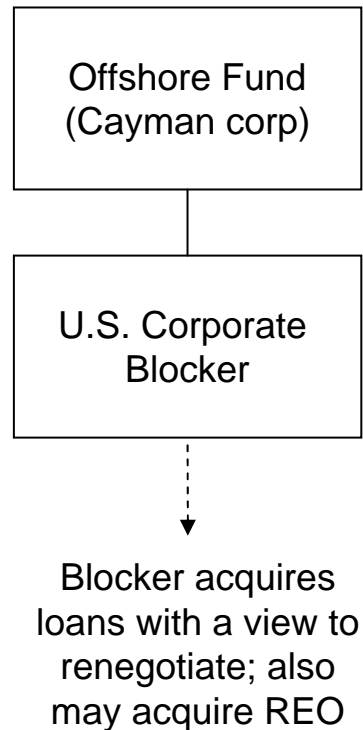 Offshore Fund
(Cayman corp)
U.S. Corporate
Blocker
Blocker acquires
loans with a view to
renegotiate; also
may acquire REO